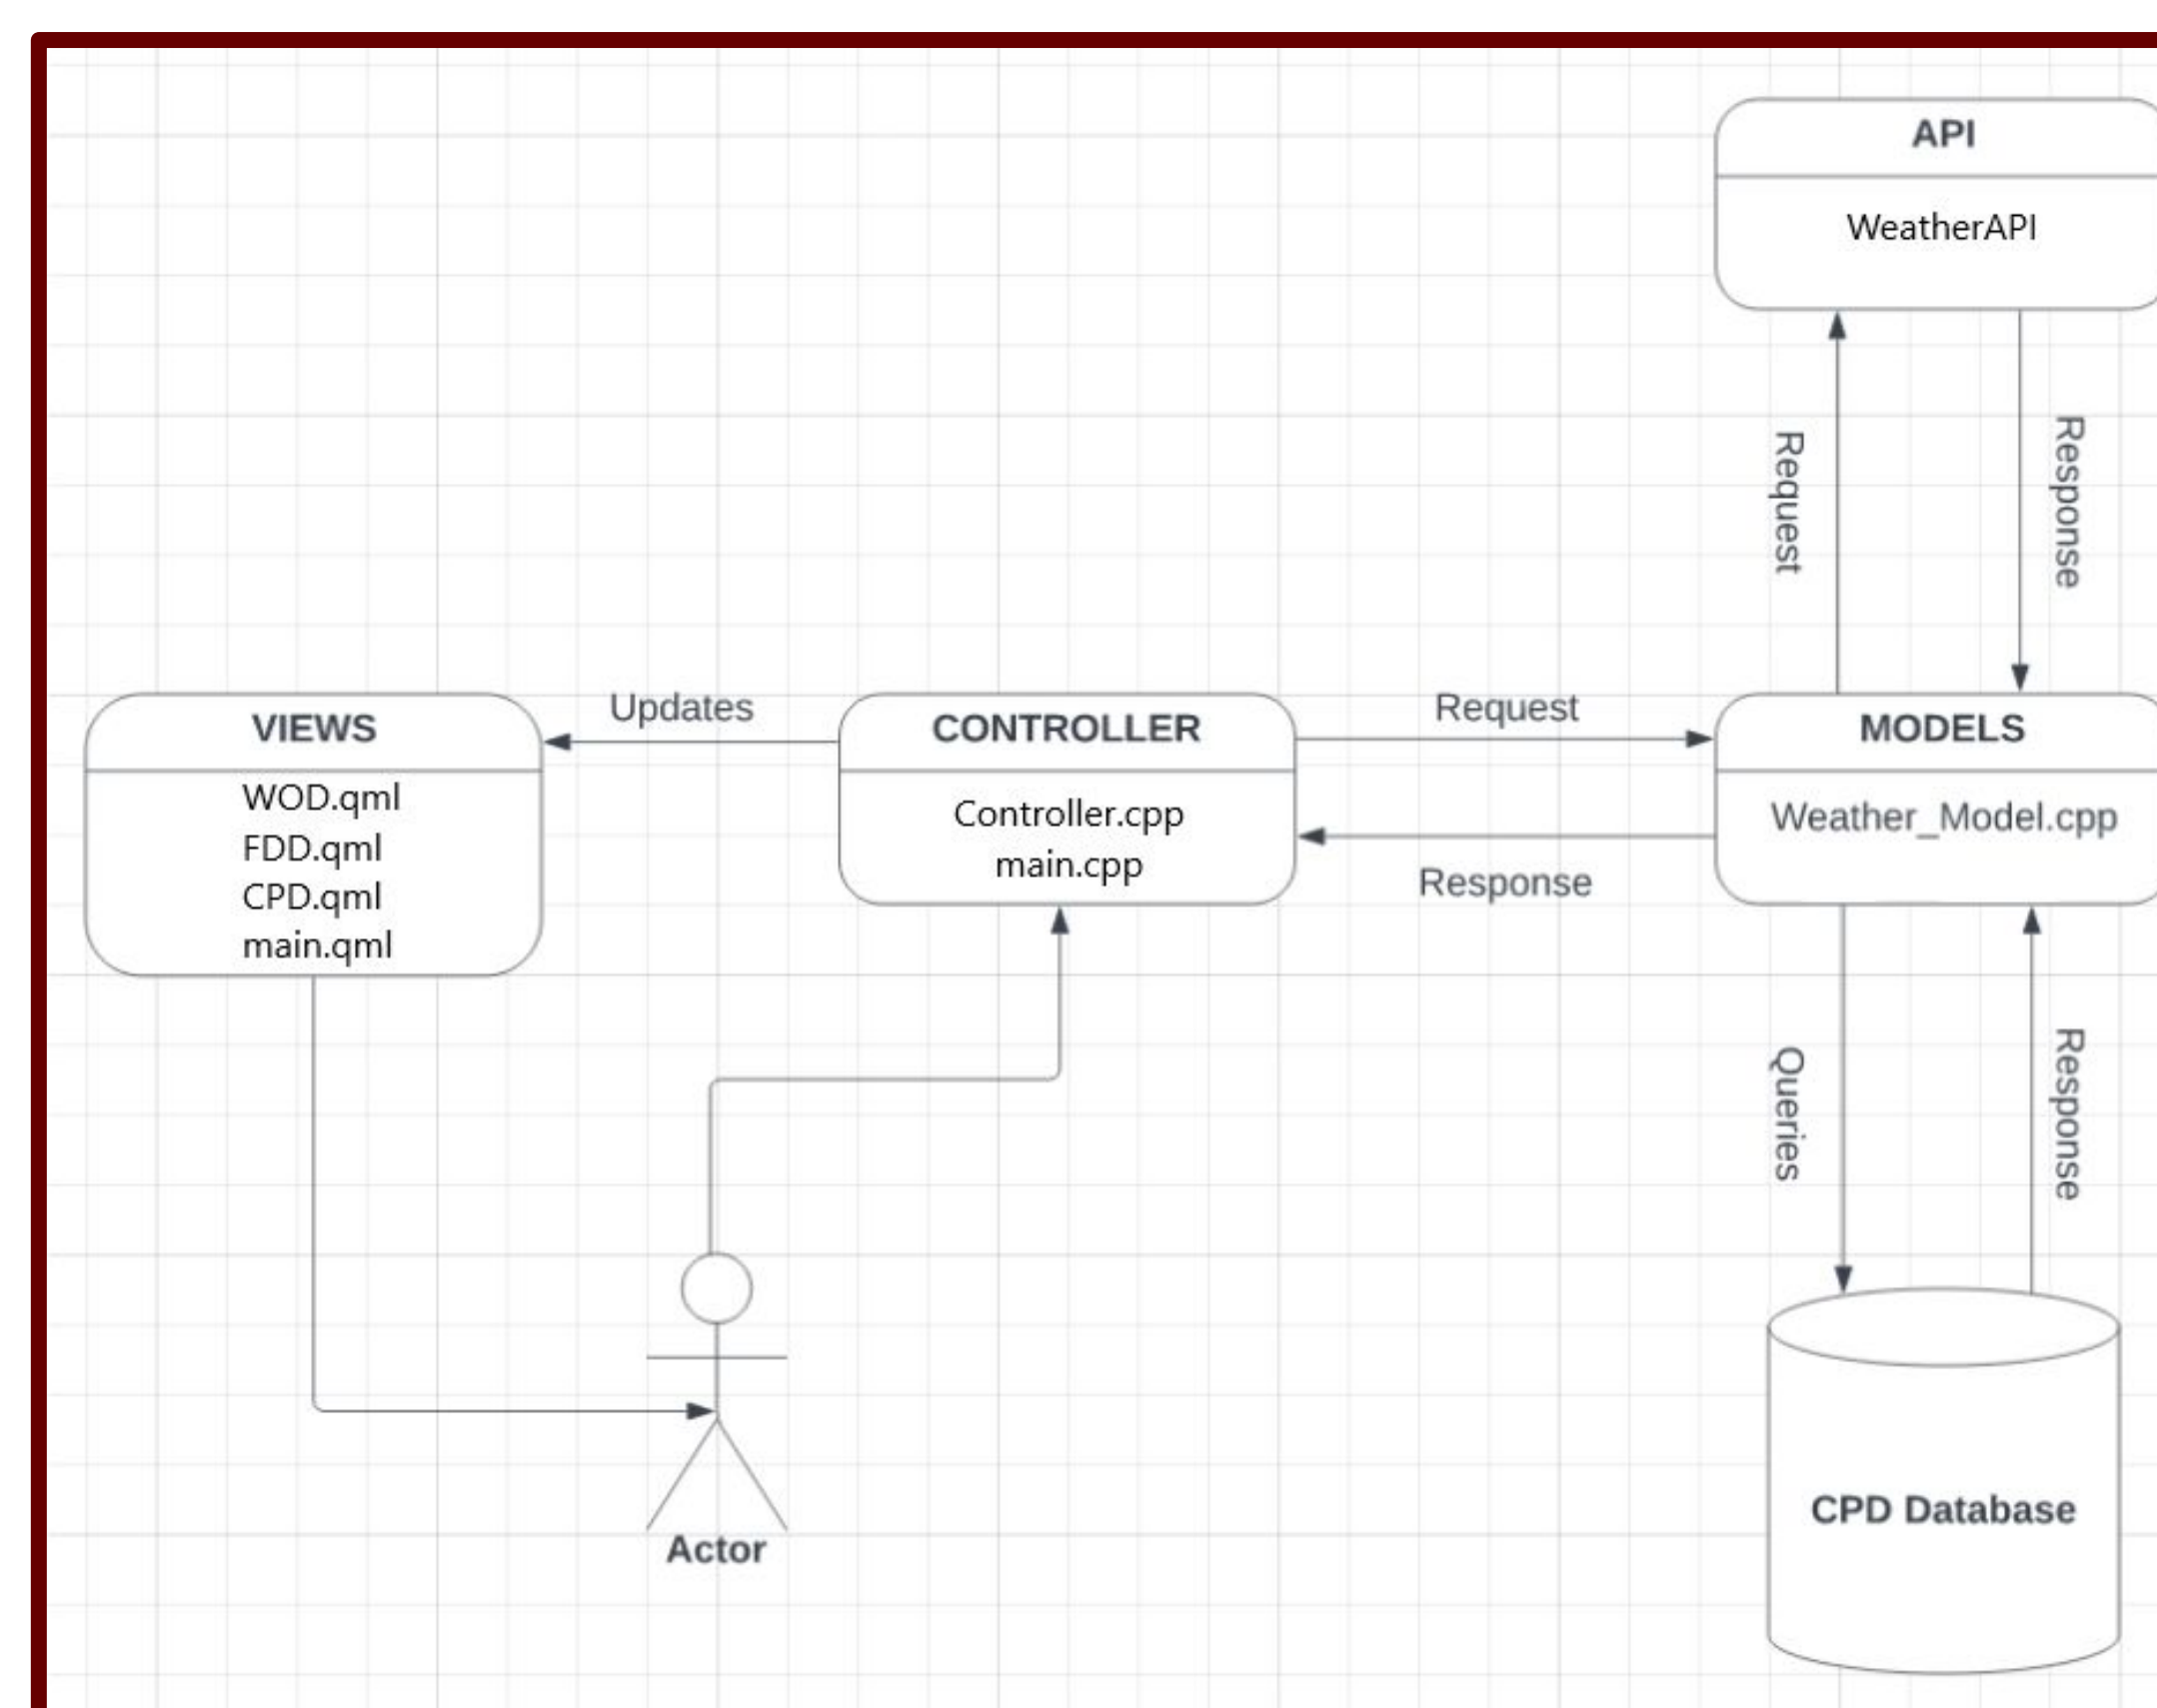 API
WeatherAPI
Request
Response
VIEWS
WOD.qml
FDD.qml
CPD.qml
main.qml
Updates
CONTROLLER
Controller.cpp
main.cpp
Request
Response
MODELS
Weather_Model.cpp
Queries
Response
Actor
CPD Database